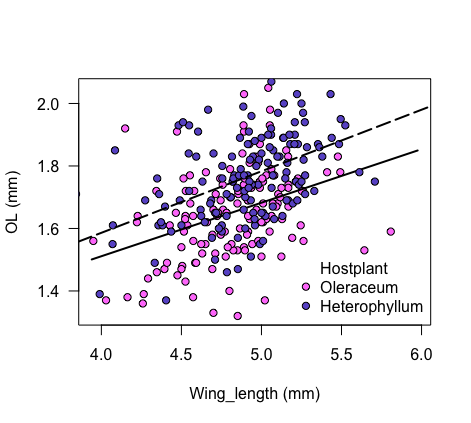 2.0
1.8
1.6
1.4
OL (mm)
Hostplant
Oleraceum
Heterophyllum
4.0 4.5 5.0 5.5 6.0
Wing_length (mm)